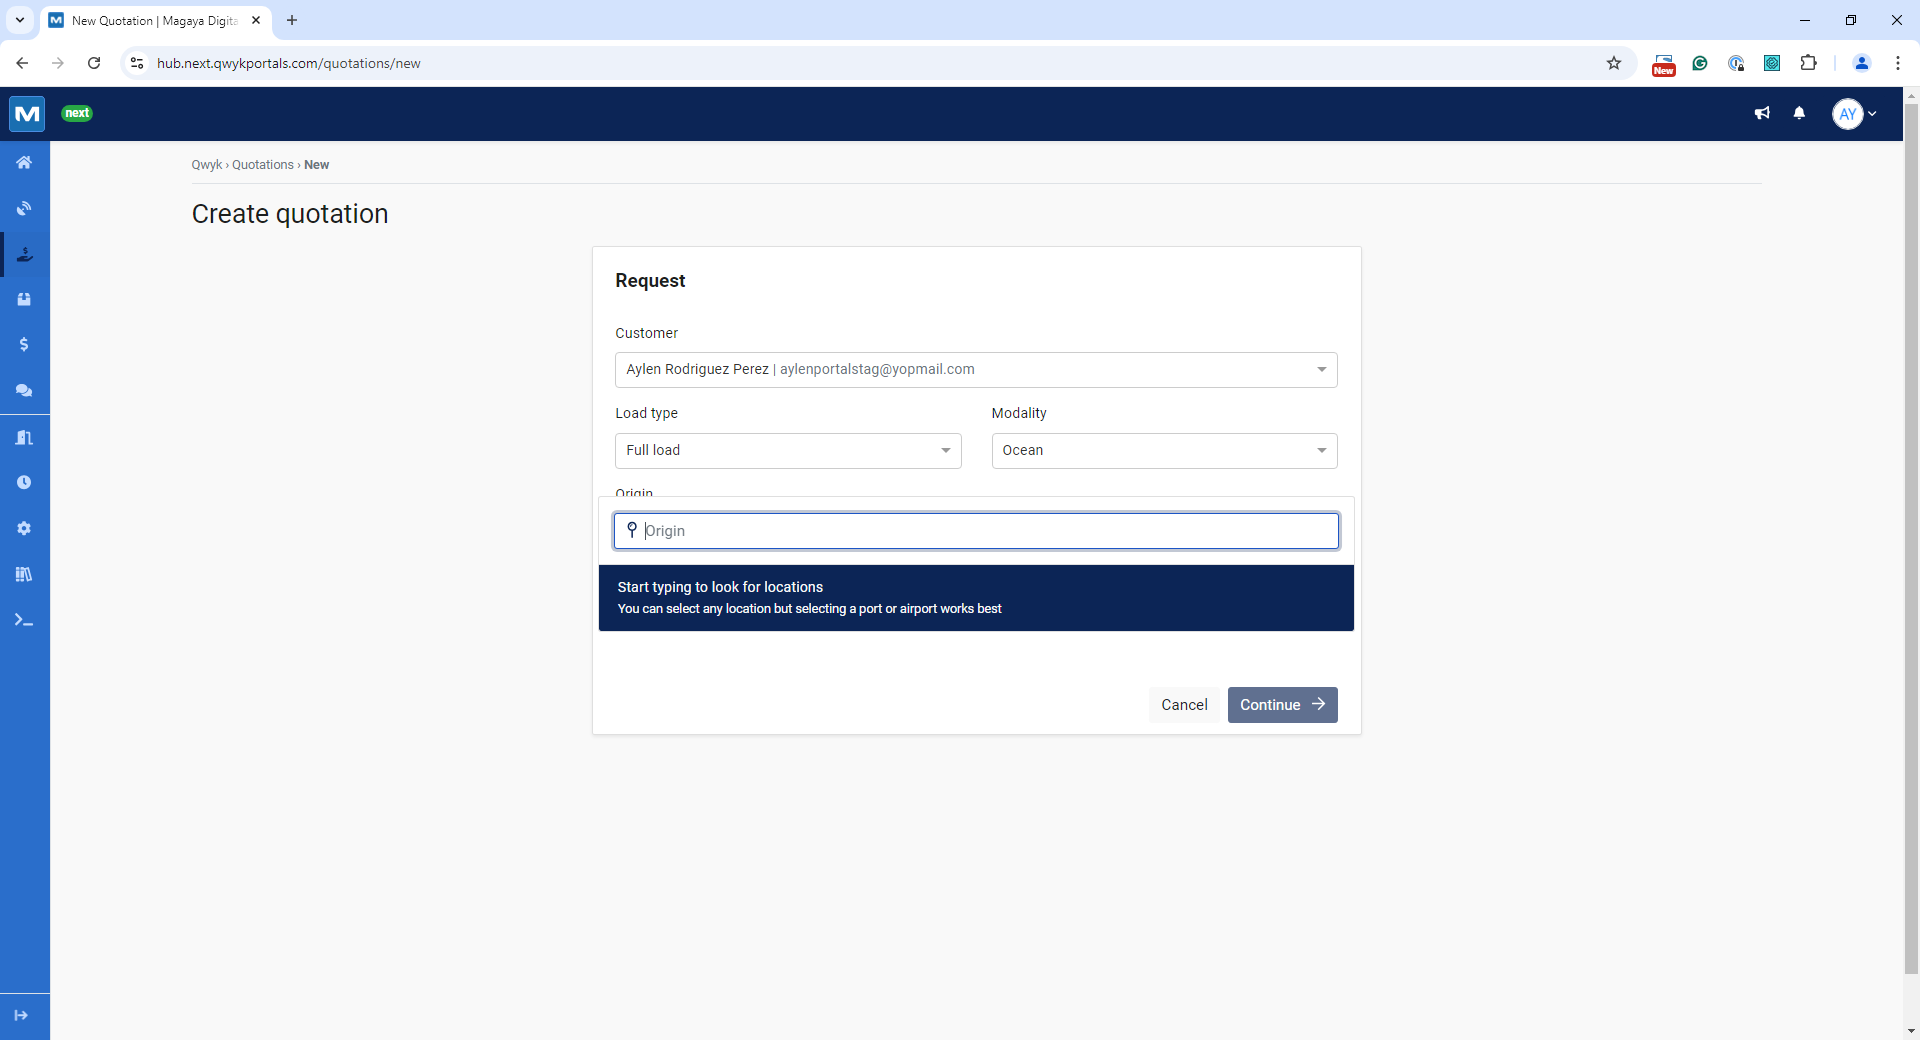 New Quotation | Magaya Digita
hub.next.qwykportals.com/quotations/new
New
M
next
AY
Qwyk › Quotations › New
Create quotation
Request
Customer
Aylen Rodriguez Perez | aylenportalstag@yopmail.com
Load type
Modality
Full load
Ocean
Origin
Origin
Start typing to look for locations
You can select any location but selecting a port or airport works best
Cancel
Continue